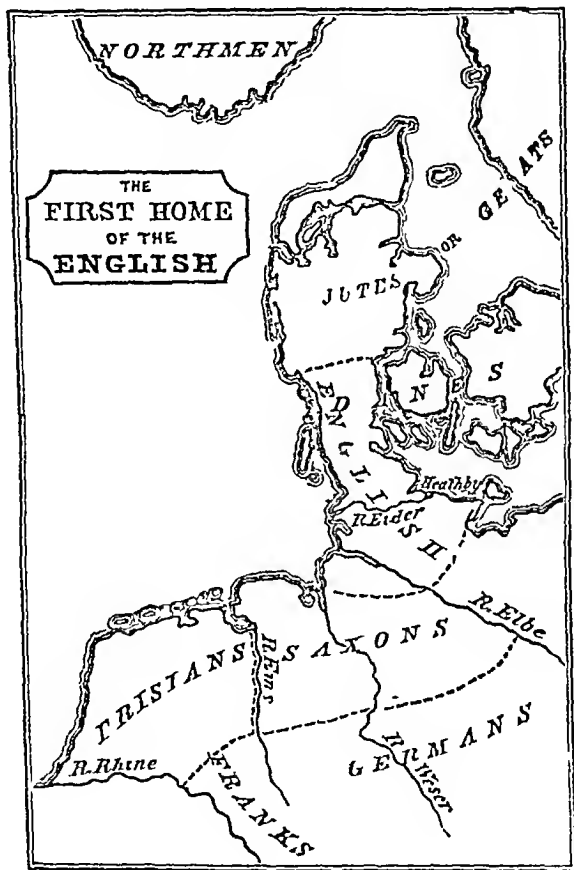 NORTHMEN
THE
FIRST HOME
OF THE
ENGLISH
OR GEATS
JUTES
D N E S
ENGLISH
Heathby
R.Eider
R.Elbe
SAXONS
FRISIANS
R.Ems
R.Rhine
FRANKS
GERMANS
R.Weser